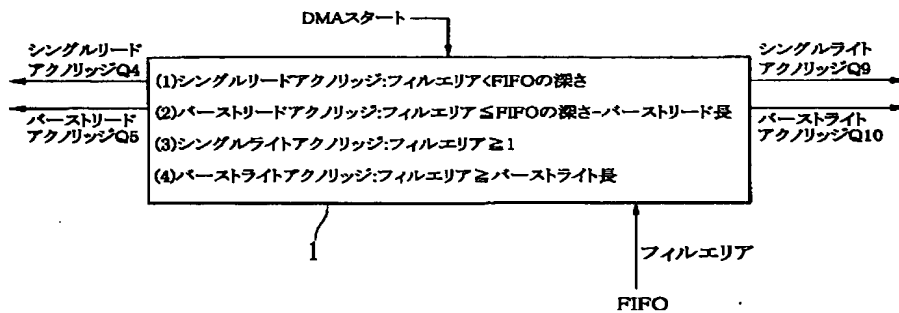 DMAスタート
シングルリード
アクノリッジQ4
シングルライト
アクノリッジQ9
(1)シングルリードアクノリッジ:フィルエリア<FIFOの深さ
(2)バーストリードアクノリッジ:フィルエリア≦FIFOの深さ-バーストリード長
バーストリード
アクノリッジQ5
バーストライト
アクノリッジQ10
(3)シングルライトアクノリッジ:フィルエリア≧1
(4)バーストライトアクノリッジ:フィルエリア≧バーストライト長
1
フィルエリア
FIFO